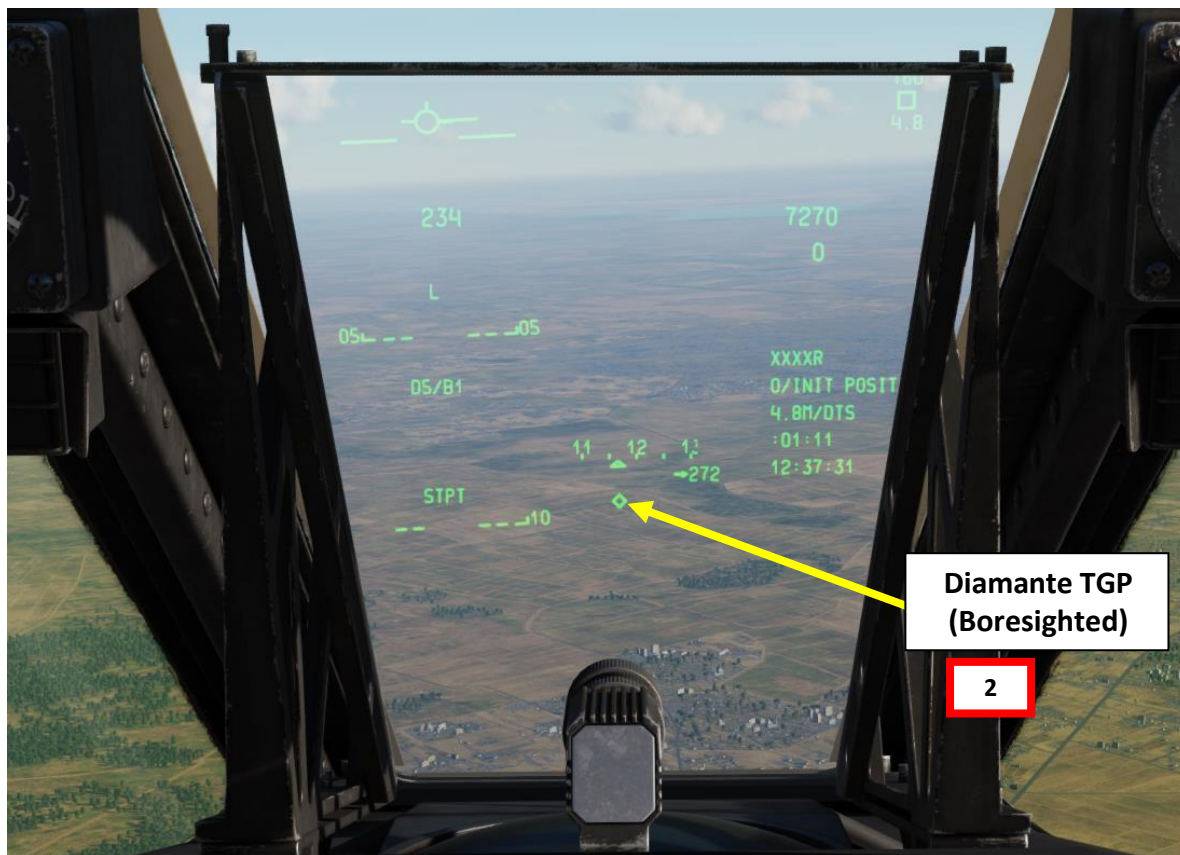 4.8
234
7270
0
L
05
05
XXXXR
D5/B1
0/INIT POSIT
4.8M/DTS
11
12
:01:11
→272
12:37:31
STPT
10
Diamante TGP
(Boresighted)
2